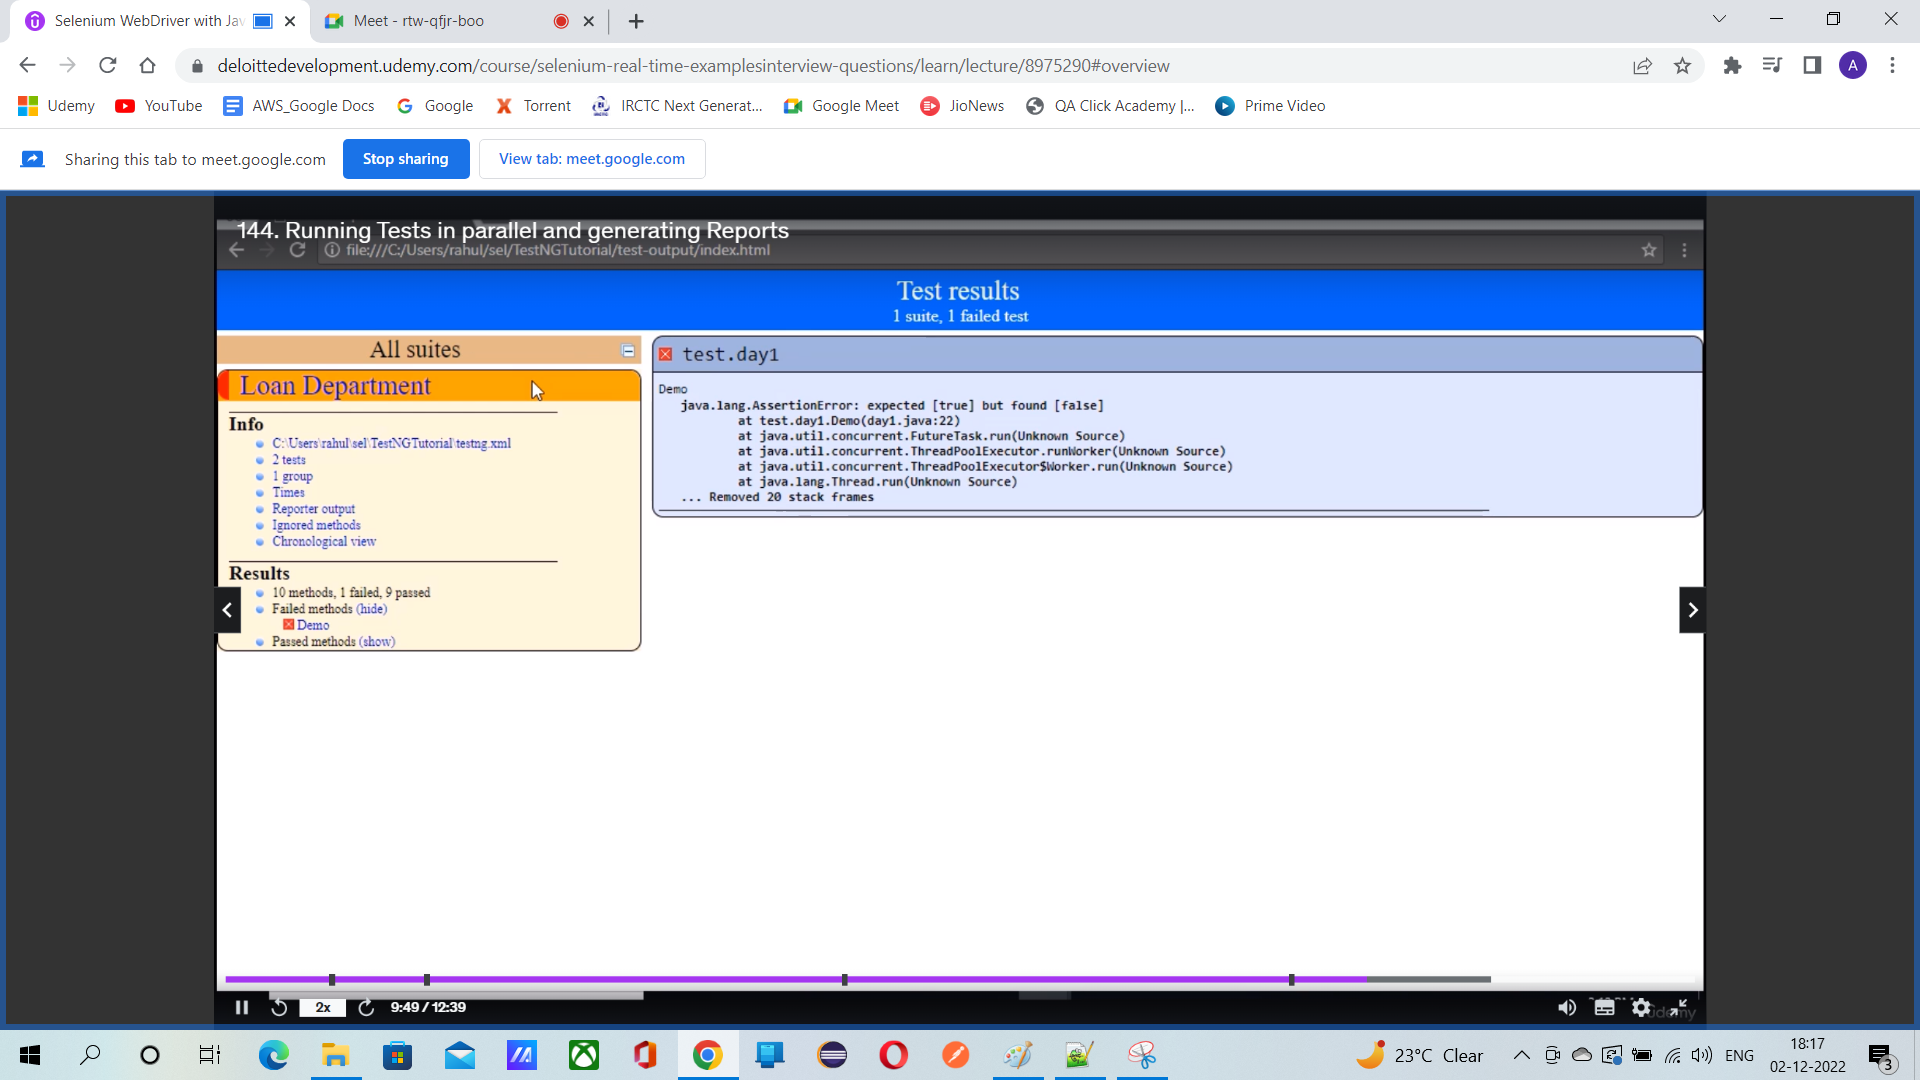 Selenium WebDriver with Jav
Meet - rtw-qfjr-boo
deloittedevelopment.udemy.com/course/selenium-real-time-examplesinterview-questions/learn/lecture/8975290#overview
A
Udemy YouTube AWS_Google Docs Google Torrent IRCTC Next Generat... Google Meet JioNews QA Click Academy |... Prime Video
Sharing this tab to meet.google.com Stop sharing View tab: meet.google.com
144. Running Tests in parallel and generating Reports
file:///C:/Users/rahul/sel/TestNGTutorial/test-output/index.html
Test results
1 suite, 1 failed test
All suites
Loan Department
Info
C:\Users\rahul\sel\TestNGTutorial\testng.xml
2 tests
1 group
Times
Reporter output
Ignored methods
Chronological view
Results
10 methods, 1 failed, 9 passed
Failed methods (hide)
Demo
Passed methods (show)
test.day1
Demo
java.lang.AssertionError: expected [true] but found [false]
at test.day1.Demo(day1.java:22)
at java.util.concurrent.FutureTask.run(Unknown Source)
at java.util.concurrent.ThreadPoolExecutor.runWorker(Unknown Source)
at java.util.concurrent.ThreadPoolExecutor$Worker.run(Unknown Source)
at java.lang.Thread.run(Unknown Source)
... Removed 20 stack frames
2x 9:49 / 12:39
Udemy
23°C Clear ENG
18:17
02-12-2022
3